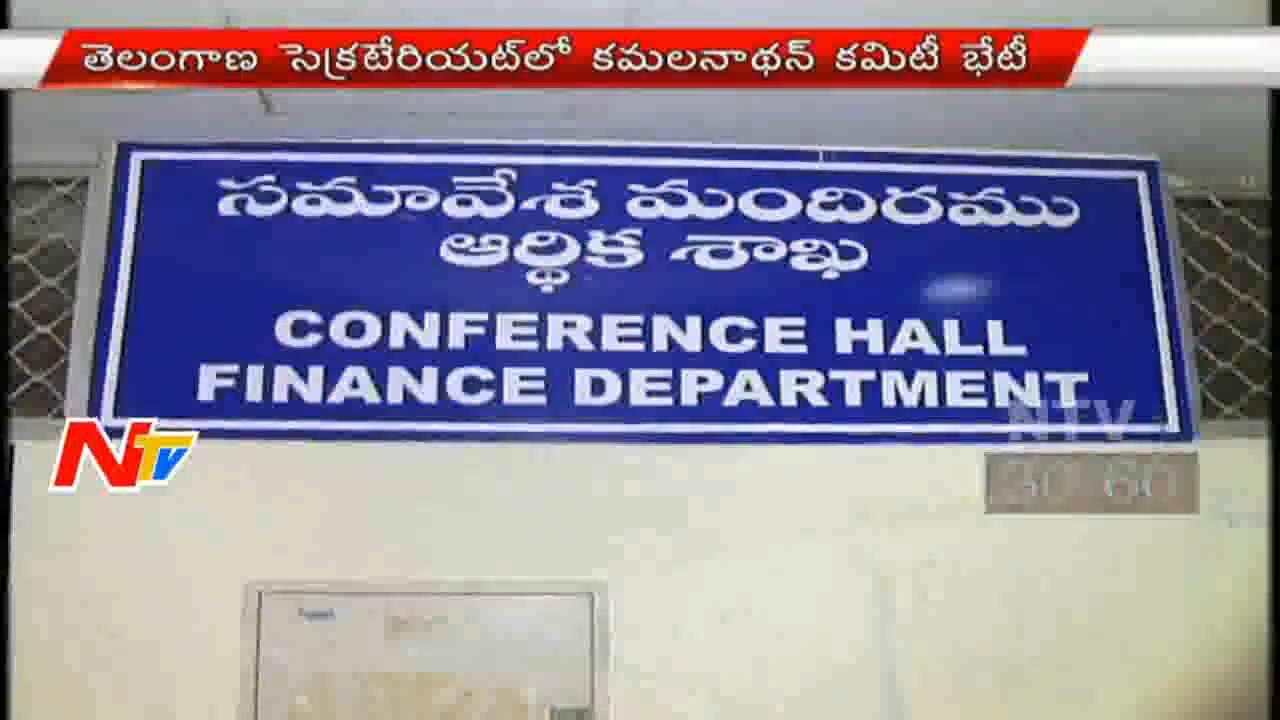 తెలంగాణ సెక్రటేరియట్‌లో కమలనాథన్ కమిటీ భేటీ
సమావేశ మందిరము
ఆర్థిక శాఖ
CONFERENCE HALL
FINANCE DEPARTMENT
NTV
NTV